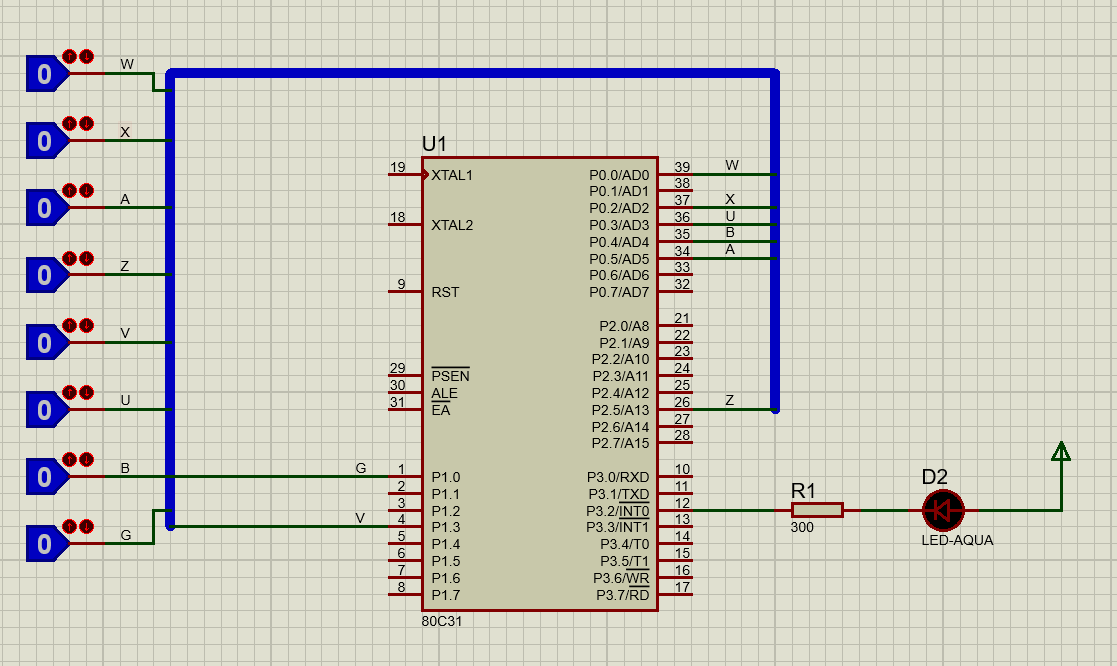 0 W
0 X
0 A
0 Z
0 V
0 U
0 B
0 G
G
V
U1
19 XTAL1
18 XTAL2
9 RST
29 PSEN
30 ALE
31 EA
1 P1.0
2 P1.1
3 P1.2
4 P1.3
5 P1.4
6 P1.5
7 P1.6
8 P1.7
P0.0/AD0 39 W
P0.1/AD1 38
P0.2/AD2 37 X
P0.3/AD3 36 U
P0.4/AD4 35 B
P0.5/AD5 34 A
P0.6/AD6 33
P0.7/AD7 32
P2.0/A8 21
P2.1/A9 22
P2.2/A10 23
P2.3/A11 24
P2.4/A12 25
P2.5/A13 26 Z
P2.6/A14 27
P2.7/A15 28
P3.0/RXD 10
P3.1/TXD 11
P3.2/INT0 12
P3.3/INT1 13
P3.4/T0 14
P3.5/T1 15
P3.6/WR 16
P3.7/RD 17
80C31
R1
300
D2
LED-AQUA